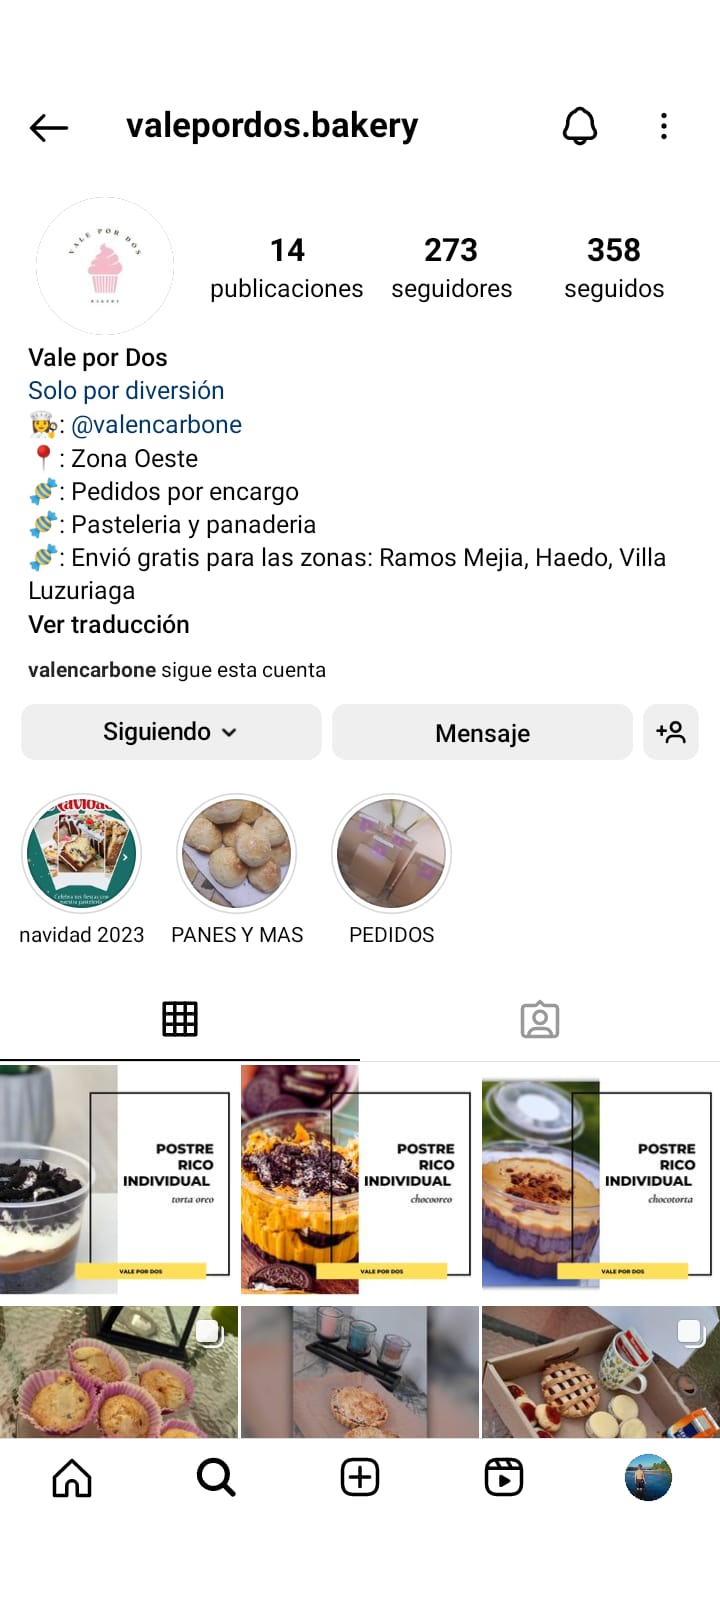 valepordos.bakery
VALE POR DOS
BAKERY
14
publicaciones
273
seguidores
358
seguidos
Vale por Dos
Solo por diversión
: @valencarbone
: Zona Oeste
: Pedidos por encargo
: Pasteleria y panaderia
: Envió gratis para las zonas: Ramos Mejia, Haedo, Villa
Luzuriaga
Ver traducción
valencarbone sigue esta cuenta
Siguiendo
Mensaje
navidad 2023
PANES Y MAS
PEDIDOS
POSTRE
RICO
INDIVIDUAL
torta oreo
VALE POR DOS
POSTRE
RICO
INDIVIDUAL
chocooreo
VALE POR DOS
POSTRE
RICO
INDIVIDUAL
chocotorta
VALE POR DOS